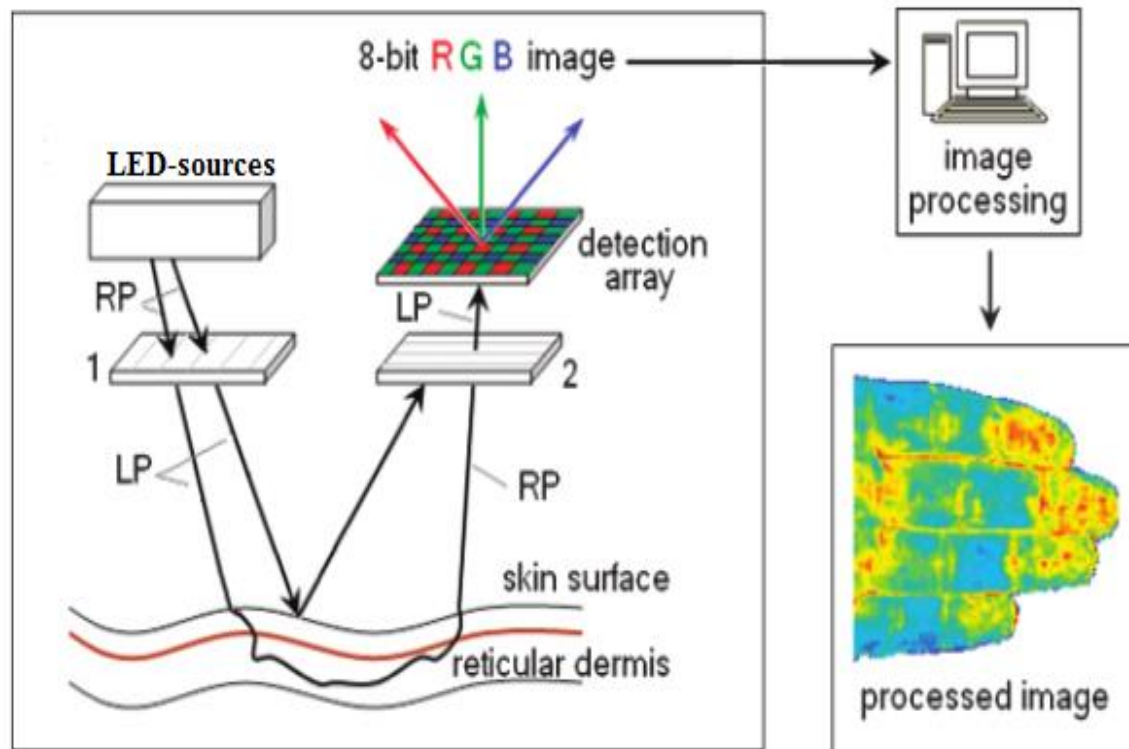 8-bit R G B image
LED-sources
RP
1
LP
detection
array
LP
2
RP
skin surface
reticular dermis
image
processing
processed image